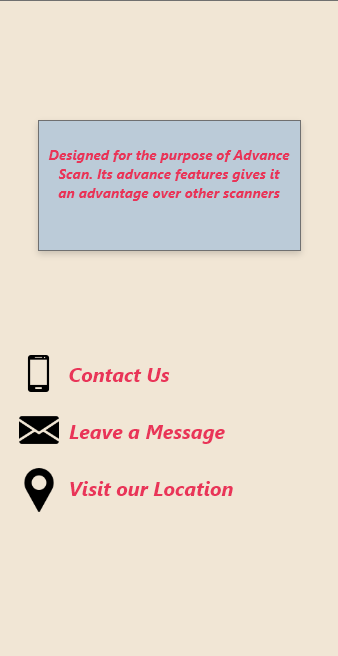 Designed for the purpose of Advance
Scan. Its advance features gives it
an advantage over other scanners
Contact Us
Leave a Message
Visit our Location